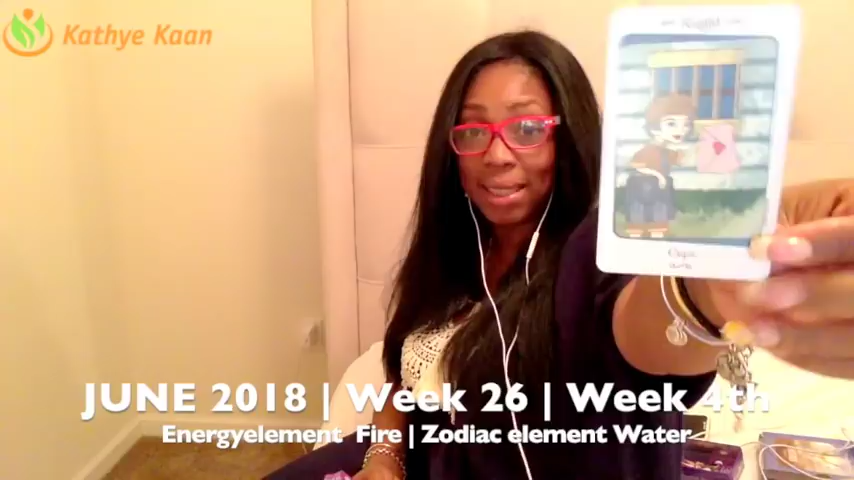 Kathye Kaan
JUNE 2018 | Week 26 | Week 4th
Energyelement Fire | Zodiac element Water